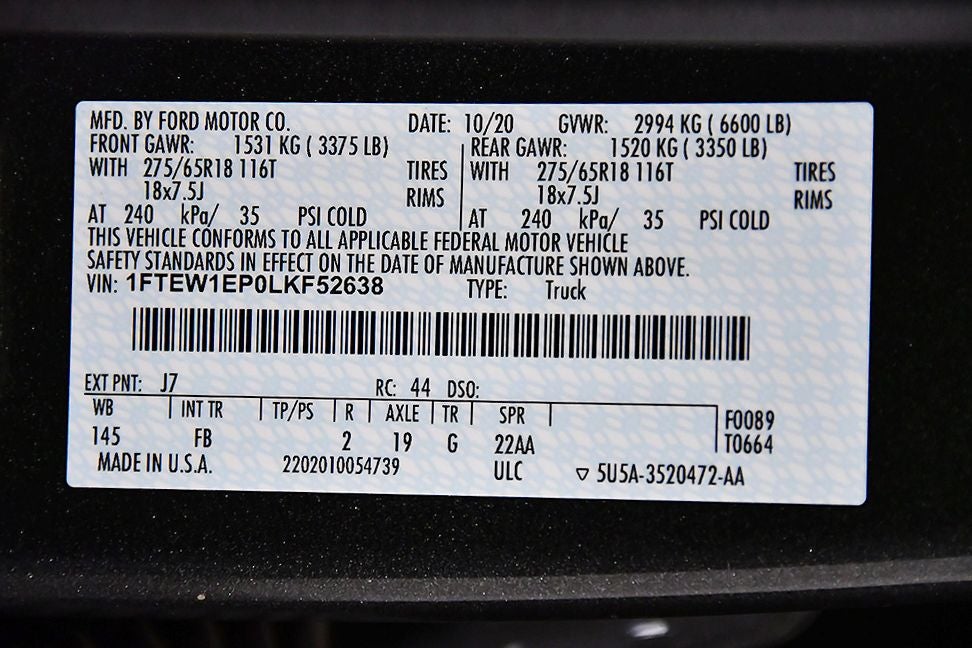 MFD. BY FORD MOTOR CO. DATE: 10/20 GVWR: 2994 KG ( 6600 LB)
FRONT GAWR: 1531 KG ( 3375 LB) REAR GAWR: 1520 KG ( 3350 LB)
WITH 275/65R18 116T TIRES WITH 275/65R18 116T TIRES
18x7.5J RIMS 18x7.5J RIMS
AT 240 kPa/ 35 PSI COLD AT 240 kPa/ 35 PSI COLD
THIS VEHICLE CONFORMS TO ALL APPLICABLE FEDERAL MOTOR VEHICLE
SAFETY STANDARDS IN EFFECT ON THE DATE OF MANUFACTURE SHOWN ABOVE.
VIN: 1FTEW1EP0LKF52638 TYPE: Truck
EXT PNT: J7 RC: 44 DSO:
WB INT TR TP/PS R AXLE TR SPR F0089
145 FB 2 19 G 22AA T0664
MADE IN U.S.A. 2202010054739 ULC ▽ 5U5A-3520472-AA